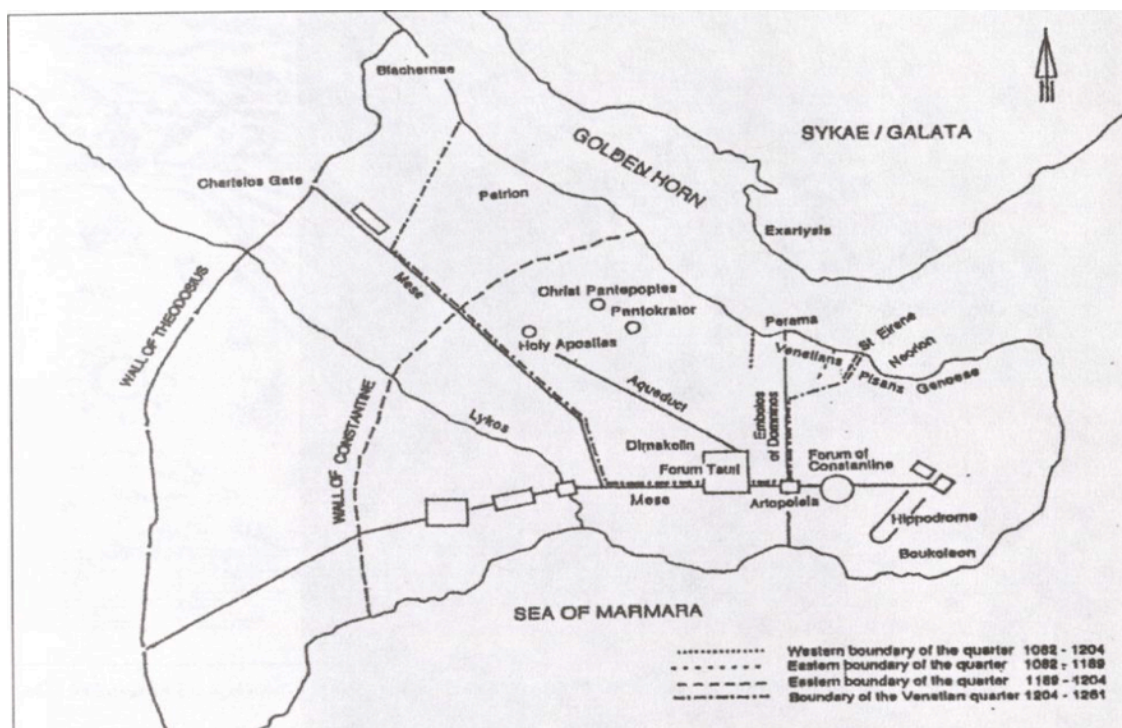 Blachernae
SYKAE / GALATA
GOLDEN HORN
Charisios Gate
Petrion
Exartysis
Mese
WALL OF THEODOSIUS
Christ Pantepoptes
Pantokrator
Holy Apostles
Perama
St Eirene
Neorion
Venetians
Pisans
Genoese
WALL OF CONSTANTINE
Lykos
Aqueduct
Embolos
of Domninos
Dimakelin
Forum Tauri
Forum of
Constantine
Mese
Artopoleia
Hippodrome
Boukoleon
SEA OF MARMARA
Western boundary of the quarter 1082 - 1204
Eastern boundary of the quarter 1082 - 1189
Eastern boundary of the quarter 1189 - 1204
Boundary of the Venetian quarter 1204 - 1261